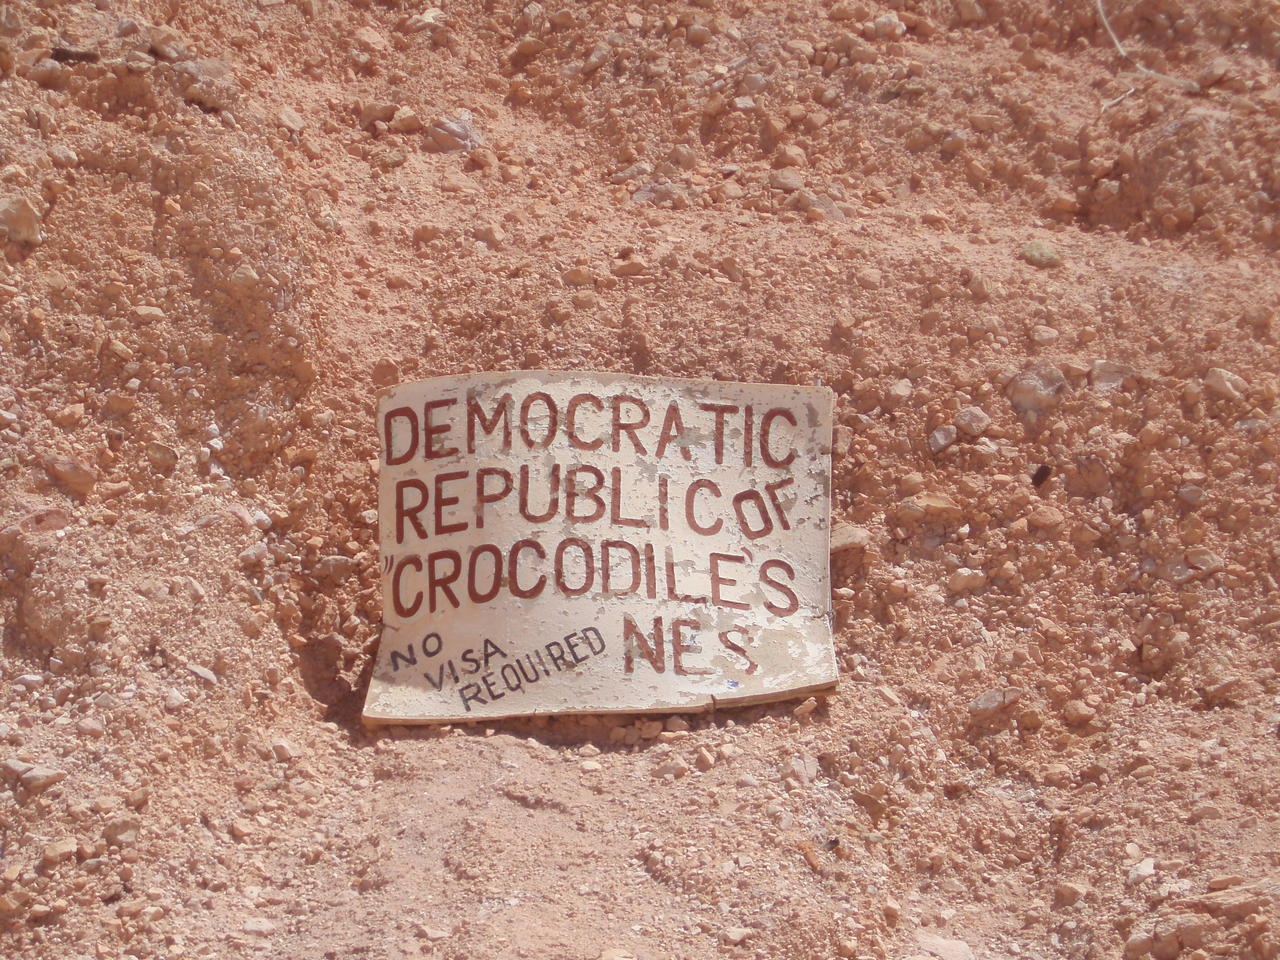 DEMOCRATIC
REPUBLIC OF
"CROCODILE'S
NES
NO
VISA
REQUIRED